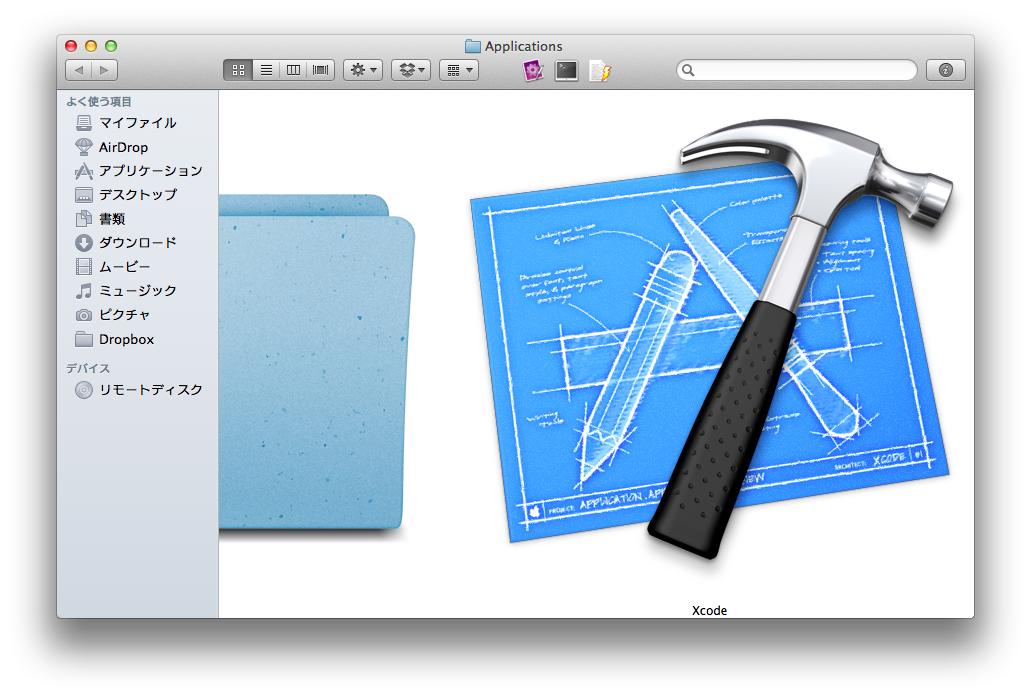 Applications
よく使う項目
マイファイル
AirDrop
アプリケーション
デスクトップ
書類
ダウンロード
ムービー
ミュージック
ピクチャ
Dropbox
デバイス
リモートディスク
Color palette
PROJECT: APPLICATION.AP
ARCHITECT: XCODE #1
Xcode